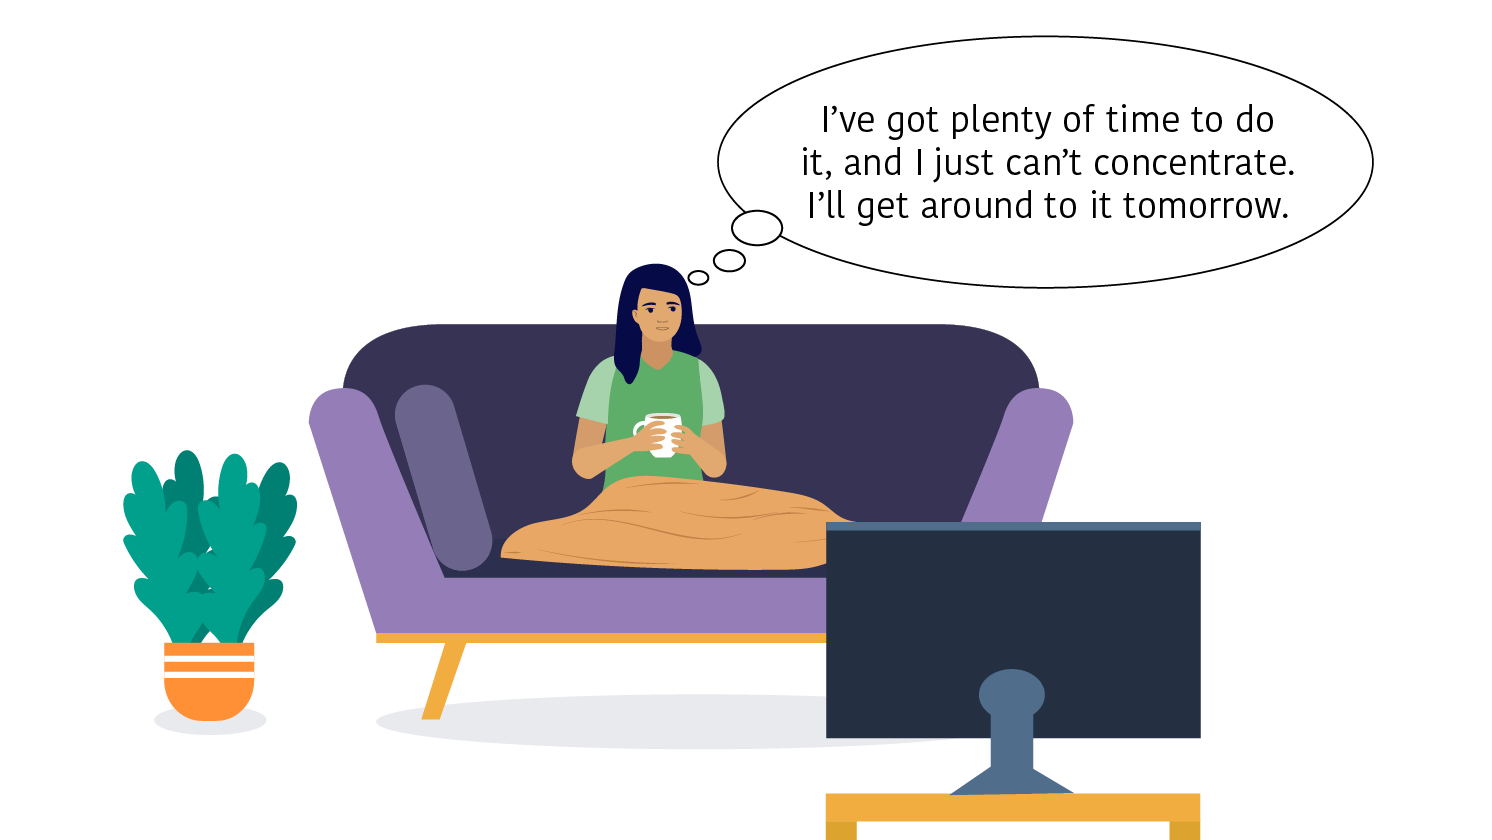 I’ve got plenty of time to do
it, and I just can’t concentrate.
I’ll get around to it tomorrow.